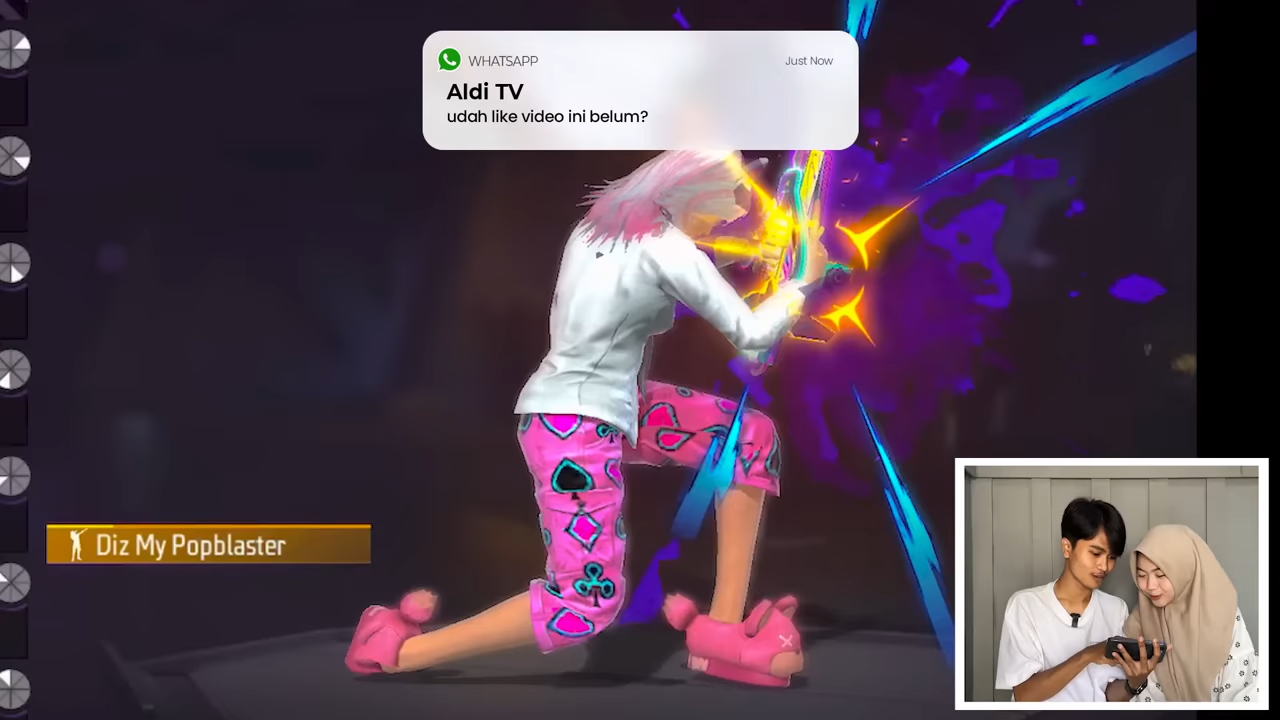 WHATSAPP
Just Now
Aldi TV
udah like video ini belum?
Diz My Popblaster